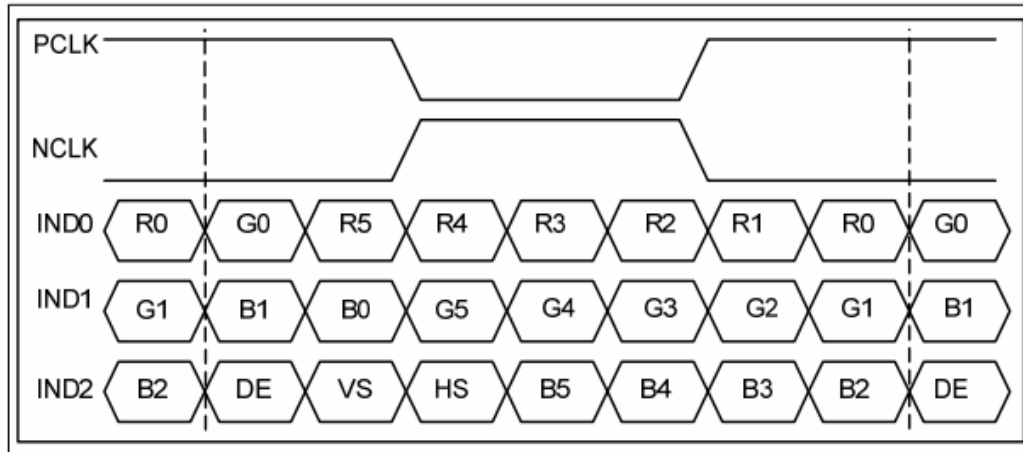 PCLK
NCLK
IND0 R0 G0 R5 R4 R3 R2 R1 R0 G0
IND1 G1 B1 B0 G5 G4 G3 G2 G1 B1
IND2 B2 DE VS HS B5 B4 B3 B2 DE